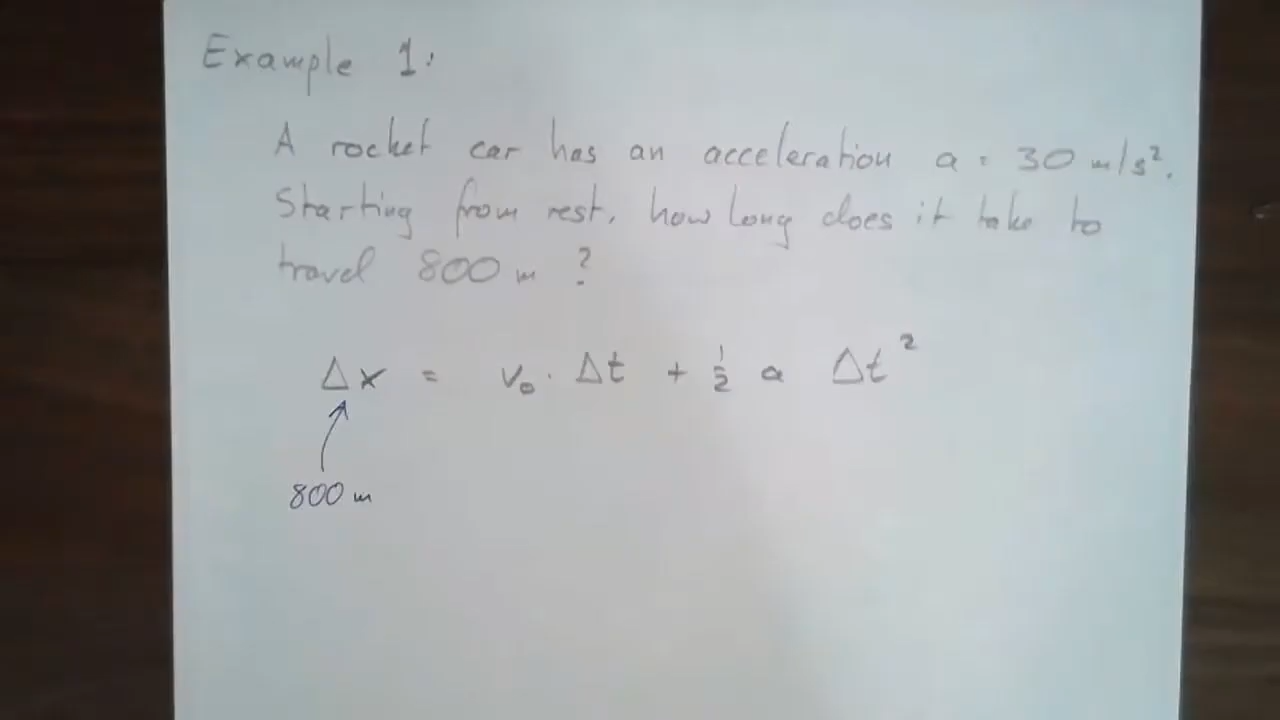 Example 1:
A rocket car has an acceleration a = 30 m/s².
Starting from rest, how long does it take to
travel 800 m ?
Δx = v₀ · Δt + ½ a Δt²
800 m